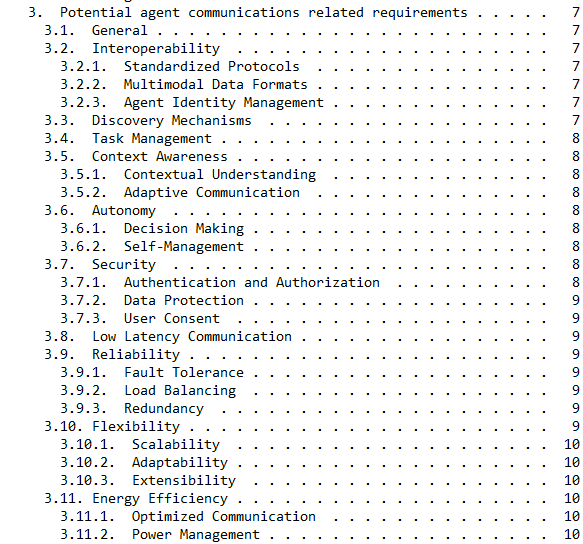 3.  Potential agent communications related requirements . . . . .   7
  3.1.  General . . . . . . . . . . . . . . . . . . . . . . . . .   7
  3.2.  Interoperability  . . . . . . . . . . . . . . . . . . . .   7
    3.2.1.  Standardized Protocols  . . . . . . . . . . . . . . .   7
    3.2.2.  Multimodal Data Formats . . . . . . . . . . . . . . .   7
    3.2.3.  Agent Identity Management . . . . . . . . . . . . . .   7
  3.3.  Discovery Mechanisms  . . . . . . . . . . . . . . . . . .   7
  3.4.  Task Management . . . . . . . . . . . . . . . . . . . . .   8
  3.5.  Context Awareness . . . . . . . . . . . . . . . . . . . .   8
    3.5.1.  Contextual Understanding  . . . . . . . . . . . . . .   8
    3.5.2.  Adaptive Communication  . . . . . . . . . . . . . . .   8
  3.6.  Autonomy  . . . . . . . . . . . . . . . . . . . . . . . .   8
    3.6.1.  Decision Making . . . . . . . . . . . . . . . . . . .   8
    3.6.2.  Self-Management . . . . . . . . . . . . . . . . . . .   8
  3.7.  Security  . . . . . . . . . . . . . . . . . . . . . . . .   8
    3.7.1.  Authentication and Authorization  . . . . . . . . . .   8
    3.7.2.  Data Protection . . . . . . . . . . . . . . . . . . .   9
    3.7.3.  User Consent  . . . . . . . . . . . . . . . . . . . .   9
  3.8.  Low Latency Communication . . . . . . . . . . . . . . . .   9
  3.9.  Reliability . . . . . . . . . . . . . . . . . . . . . . .   9
    3.9.1.  Fault Tolerance . . . . . . . . . . . . . . . . . . .   9
    3.9.2.  Load Balancing  . . . . . . . . . . . . . . . . . . .   9
    3.9.3.  Redundancy  . . . . . . . . . . . . . . . . . . . . .   9
  3.10. Flexibility . . . . . . . . . . . . . . . . . . . . . . .   9
    3.10.1.  Scalability  . . . . . . . . . . . . . . . . . . . .  10
    3.10.2.  Adaptability . . . . . . . . . . . . . . . . . . . .  10
    3.10.3.  Extensibility  . . . . . . . . . . . . . . . . . . .  10
  3.11. Energy Efficiency . . . . . . . . . . . . . . . . . . . .  10
    3.11.1.  Optimized Communication  . . . . . . . . . . . . . .  10
    3.11.2.  Power Management . . . . . . . . . . . . . . . . . .  10